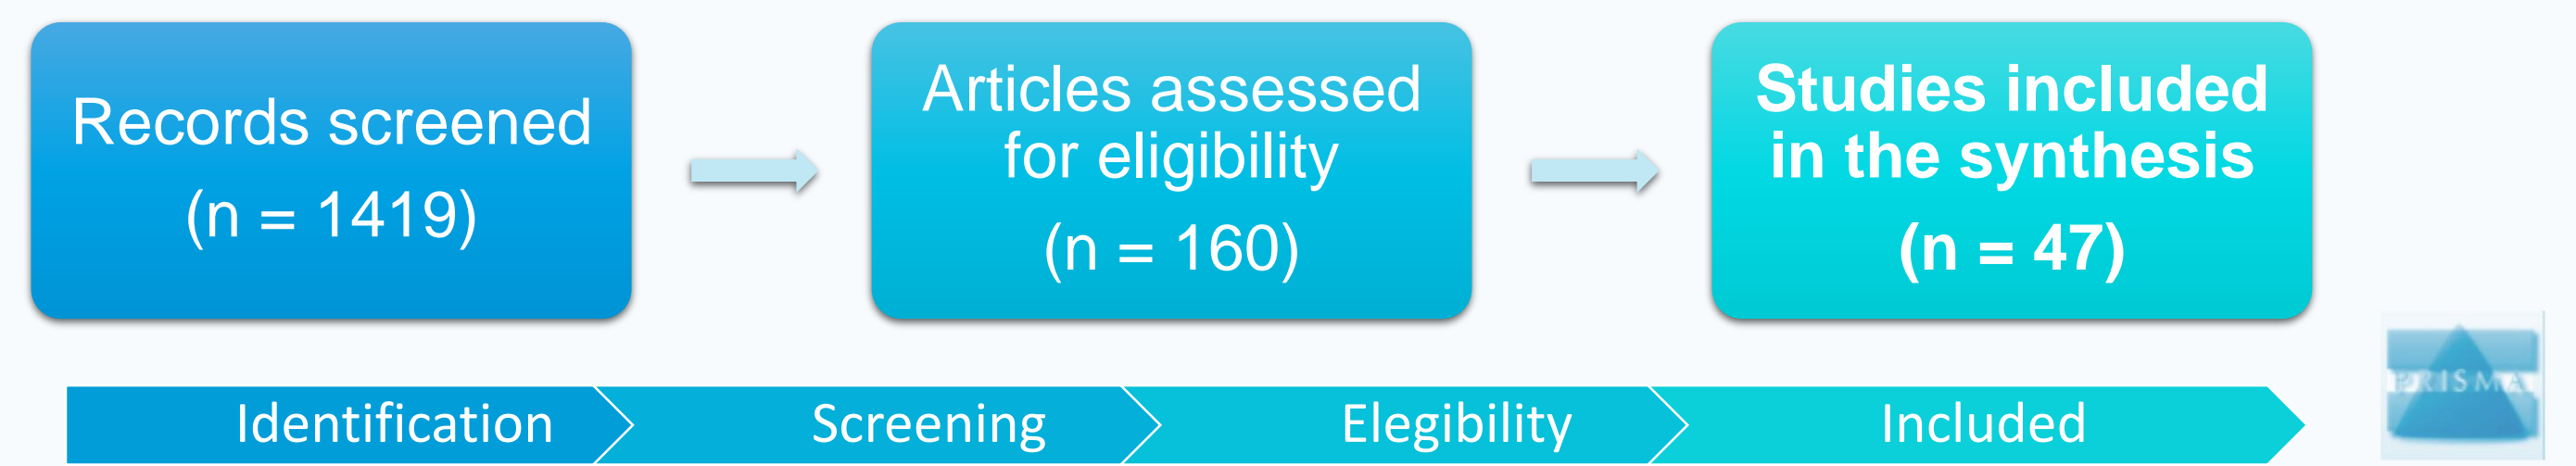 Records screened
(n = 1419)
Articles assessed
for eligibility
(n = 160)
Studies included
in the synthesis
(n = 47)
PRISMA
Identification
Screening
Elegibility
Included